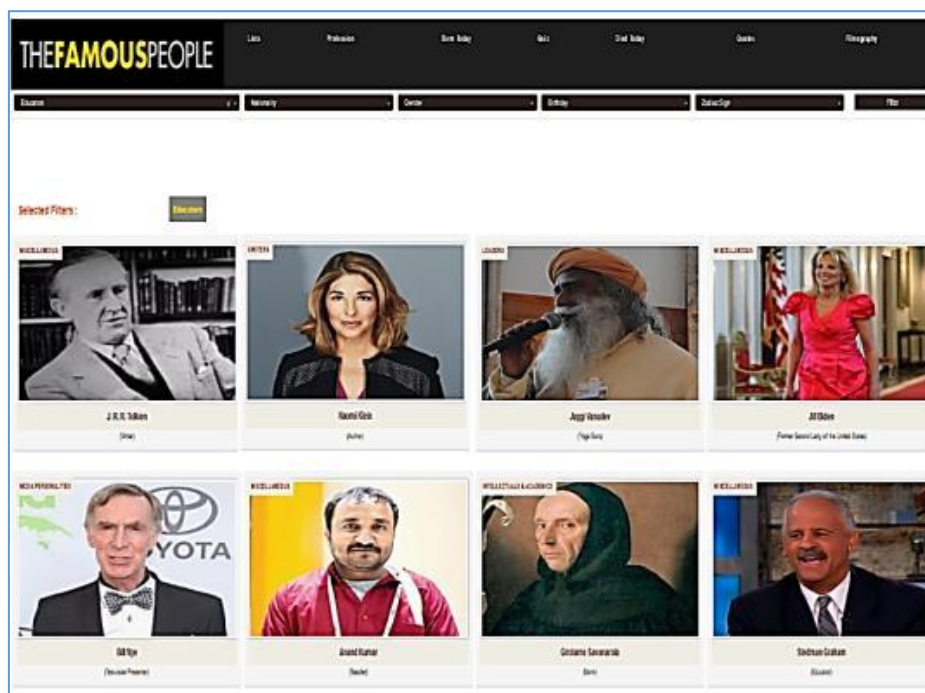 THEFAMOUSPEOPLE
Lists Profession Born Today Quiz Died Today Quotes Filmography
Educators Nationality Gender Birthday Zodiac Sign Filter
Selected Filters : Educators
MISCELLANEOUS WRITERS LEADERS MISCELLANEOUS
J. R. R. Tolkien Naomi Klein Jaggi Vasudev Jill Biden
(Writer) (Author) (Yoga Guru) (Former Second Lady of the United States)
MEDIA PERSONALITIES MISCELLANEOUS INTELLECTUALS & ACADEMICS MISCELLANEOUS
YOTA
Bill Nye Anand Kumar Girolamo Savonarola Stedman Graham
(Television Presenter) (Teacher) (Educator)